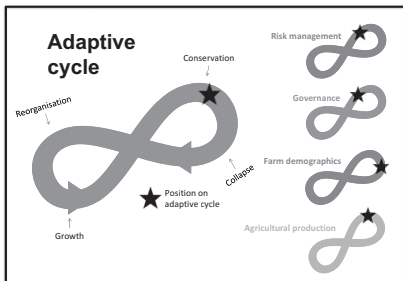 Adaptive
cycle
Conservation
Reorganisation
Collapse
Position on
adaptive cycle
Growth
Risk management
Governance
Farm demographics
Agricultural production